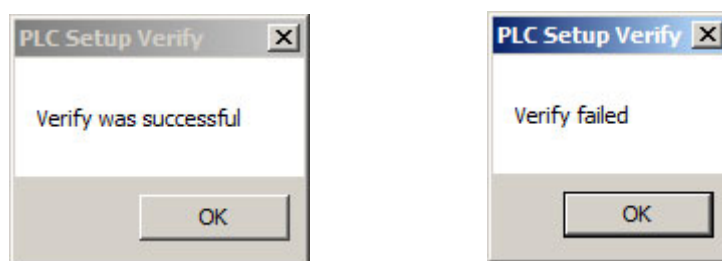 PLC Setup Verify
Verify was successful
OK
PLC Setup Verify
Verify failed
OK